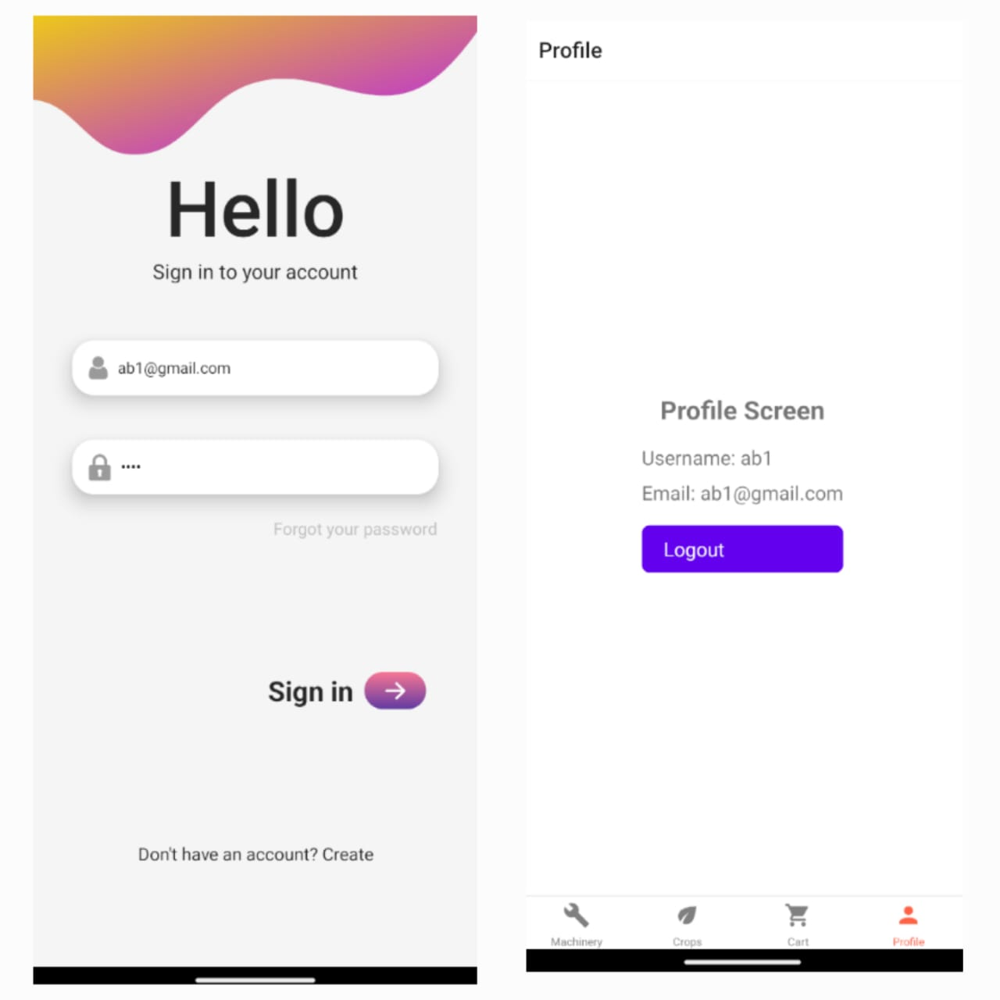 Hello
Sign in to your account
ab1@gmail.com
••••
Forgot your password
Sign in
Don't have an account? Create
Profile
Profile Screen
Username: ab1
Email: ab1@gmail.com
Logout
Machinery Crops Cart Profile